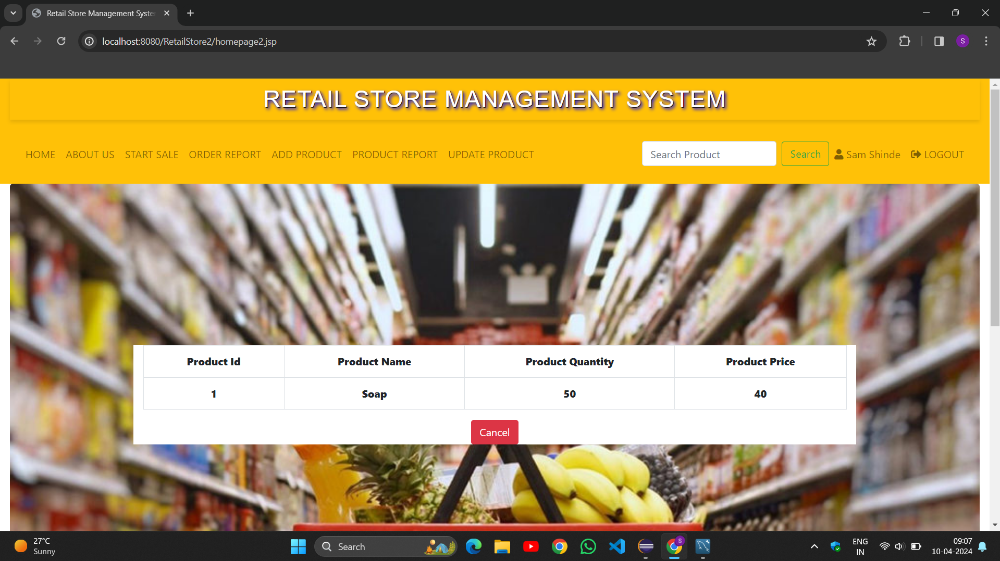 Retail Store Management Syste
localhost:8080/RetailStore2/homepage2.jsp
S
RETAIL STORE MANAGEMENT SYSTEM
HOME ABOUT US START SALE ORDER REPORT ADD PRODUCT PRODUCT REPORT UPDATE PRODUCT Search Product Search Sam Shinde LOGOUT
Product Id Product Name Product Quantity Product Price
1 Soap 50 40
Cancel
27°C
Sunny
Search
S
ENG
IN
09:07
10-04-2024